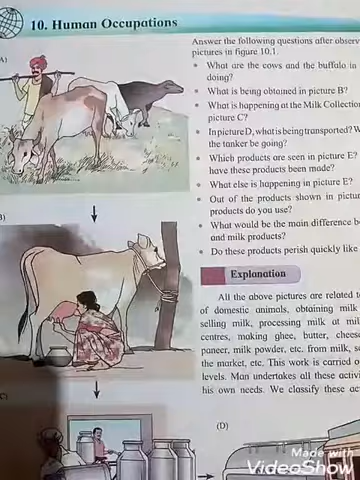 10. Human Occupations
A)
Answer the following questions after observ
pictures in figure 10.1.
• What are the cows and the buffalo in
doing?
• What is being obtained in picture B?
• What is happening at the Milk Collectio
picture C?
• In picture D, what is being transported? W
the tanker be going?
• Which products are seen in picture E?
have these products been made?
• What else is happening in picture E?
• Out of the products shown in pictur
products do you use?
• What would be the main difference b
and milk products?
• Do these products perish quickly like
B)
Explanation
All the above pictures are related
of domestic animals, obtaining milk
selling milk, processing milk at mil
centres, making ghee, butter, cheese
paneer, milk powder, etc. from milk, se
the market, etc. This work is carried o
levels. Man undertakes all these activi
his own needs. We classify these ac
C)
(D)
Made with
VideoShow